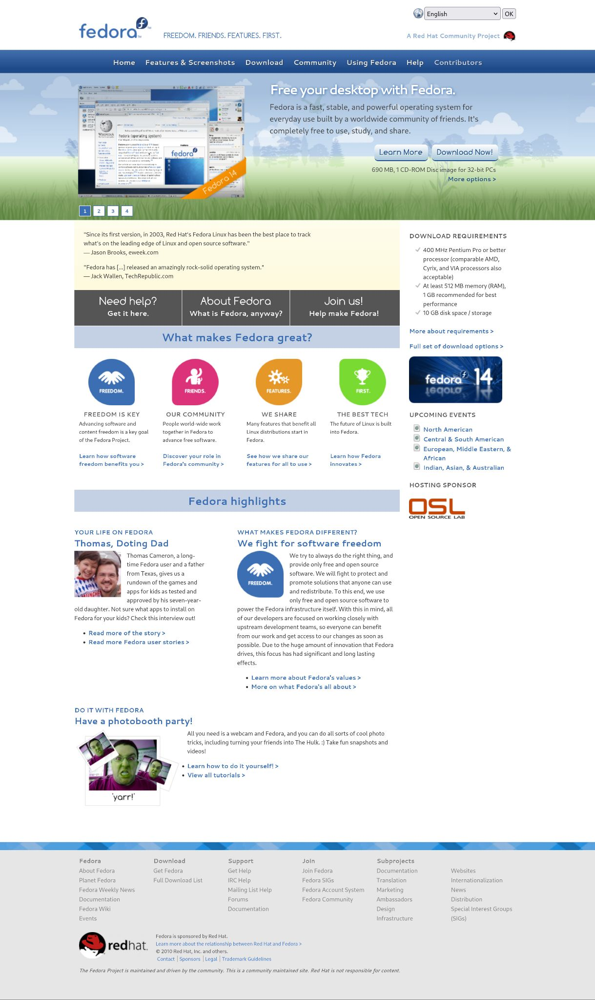 English
OK
fedora
FREEDOM. FRIENDS. FEATURES. FIRST.
A Red Hat Community Project
Home
Features & Screenshots
Download
Community
Using Fedora
Help
Contributors
WIKIPEDIA
Fedora (operating system)
fedora
Fedora 14
Free your desktop with Fedora.
Fedora is a fast, stable, and powerful operating system for
everyday use built by a worldwide community of friends. It's
completely free to use, study, and share.
Learn More
Download Now!
690 MB, 1 CD-ROM Disc image for 32-bit PCs
More options >
1
2
3
4
"Since its first version, in 2003, Red Hat's Fedora Linux has been the best place to track
what's on the leading edge of Linux and open source software."
— Jason Brooks, eweek.com
"Fedora has [...] released an amazingly rock-solid operating system."
— Jack Wallen, TechRepublic.com
Need help?
Get it here.
About Fedora
What is Fedora, anyway?
Join us!
Help make Fedora!
What makes Fedora great?
FREEDOM.
FREEDOM IS KEY
Advancing software and
content freedom is a key goal
of the Fedora Project.
Learn how software
freedom benefits you >
FRIENDS.
OUR COMMUNITY
People world-wide work
together in Fedora to
advance free software.
Discover your role in
Fedora's community >
FEATURES.
WE SHARE
Many features that benefit all
Linux distributions start in
Fedora.
See how we share our
features for all to use >
FIRST.
THE BEST TECH
The future of Linux is built
into Fedora.
Learn how Fedora
innovates >
Fedora highlights
YOUR LIFE ON FEDORA
Thomas, Doting Dad
Thomas Cameron, a long-
time Fedora user and a father
from Texas, gives us a
rundown of the games and
apps for kids as tested and
approved by his seven-year-
old daughter. Not sure what apps to install on
Fedora for your kids? Check this interview out!
• Read more of the story >
• Read more Fedora user stories >
WHAT MAKES FEDORA DIFFERENT?
We fight for software freedom
FREEDOM.
We try to always do the right thing, and
provide only free and open source
software. We will fight to protect and
promote solutions that anyone can use
and redistribute. To this end, we use
only free and open source software to
power the Fedora infrastructure itself. With this in mind, all
of our developers are focused on working closely with
upstream development teams, so everyone can benefit
from our work and get access to our changes as soon as
possible. Due to the huge amount of innovation that Fedora
drives, this focus has had significant and long lasting
effects.
• Learn more about Fedora's values >
• More on what Fedora's all about >
DO IT WITH FEDORA
Have a photobooth party!
'yarr!'
All you need is a webcam and Fedora, and you can do all sorts of cool photo
tricks, including turning your friends into The Hulk. :) Take fun snapshots and
videos!
• Learn how to do it yourself! >
• View all tutorials >
DOWNLOAD REQUIREMENTS
400 MHz Pentium Pro or better
processor (comparable AMD,
Cyrix, and VIA processors also
acceptable)
At least 512 MB memory (RAM),
1 GB recommended for best
performance
10 GB disk space / storage
More about requirements >
Full set of download options >
fedora 14
UPCOMING EVENTS
North American
Central & South American
European, Middle Eastern, &
African
Indian, Asian, & Australian
HOSTING SPONSOR
OSL
OPEN SOURCE LAB
Fedora
About Fedora
Planet Fedora
Fedora Weekly News
Documentation
Fedora Wiki
Events
Download
Get Fedora
Full Download List
Support
Get Help
IRC Help
Mailing List Help
Forums
Documentation
Join
Join Fedora
Fedora SIGs
Fedora Account System
Fedora Community
Subprojects
Documentation
Translation
Marketing
Ambassadors
Design
Infrastructure
Websites
Internationalization
News
Distribution
Special Interest Groups
(SIGs)
redhat.
Fedora is sponsored by Red Hat.
Learn more about the relationship between Red Hat and Fedora >
© 2010 Red Hat, Inc. and others.
Contact | Sponsors | Legal | Trademark Guidelines
The Fedora Project is maintained and driven by the community. This is a community maintained site. Red Hat is not responsible for content.